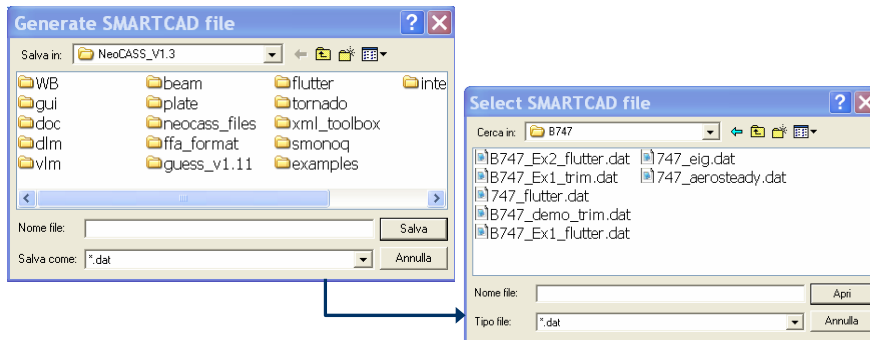 Generate SMARTCAD file
Salva in: NeoCASS_V1.3
WB beam flutter inte
gui plate tornado
doc neocass_files xml_toolbox
dlm ffa_format smonoq
vlm guess_v1.11 examples
Nome file: Salva
Salva come: *.dat Annulla
Select SMARTCAD file
Cerca in: B747
B747_Ex2_flutter.dat 747_eig.dat
B747_Ex1_trim.dat 747_aerosteady.dat
747_flutter.dat
B747_demo_trim.dat
B747_Ex1_flutter.dat
Nome file: Apri
Tipo file: *.dat Annulla